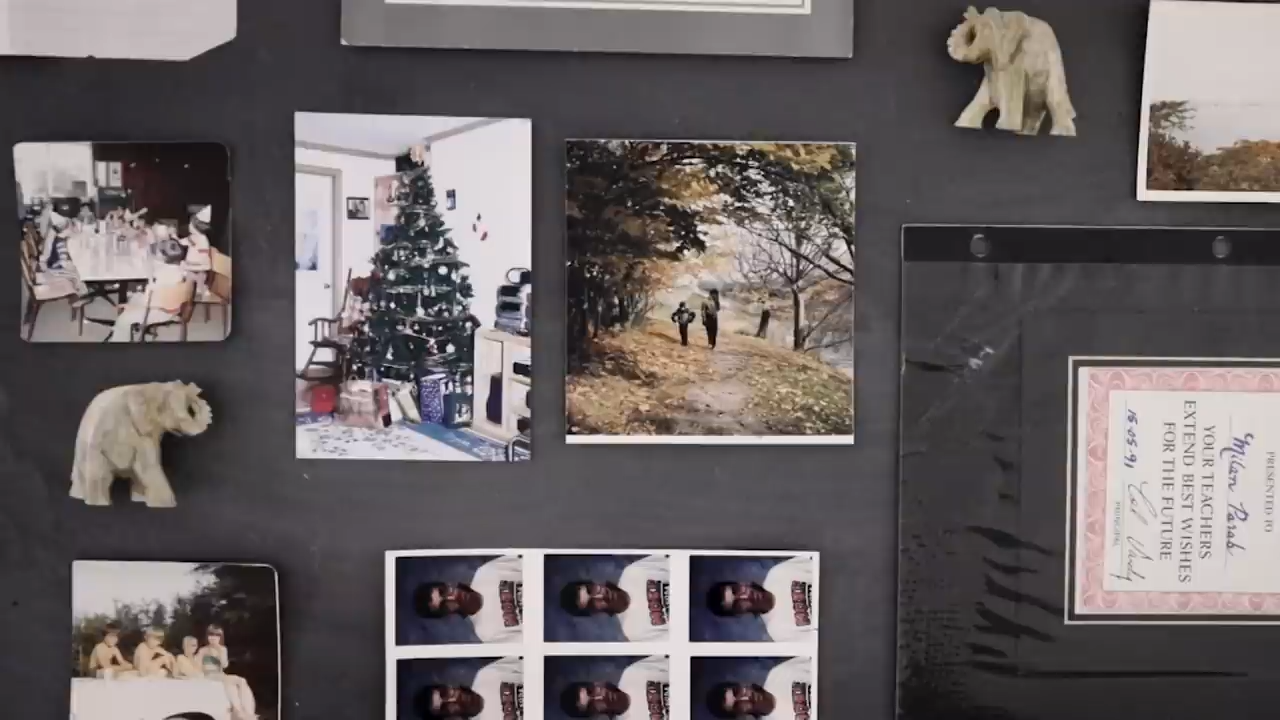 PRESENTED TO
Milan Parab
YOUR TEACHERS
EXTEND BEST WISHES
FOR THE FUTURE
15-05-91
PRINCIPAL